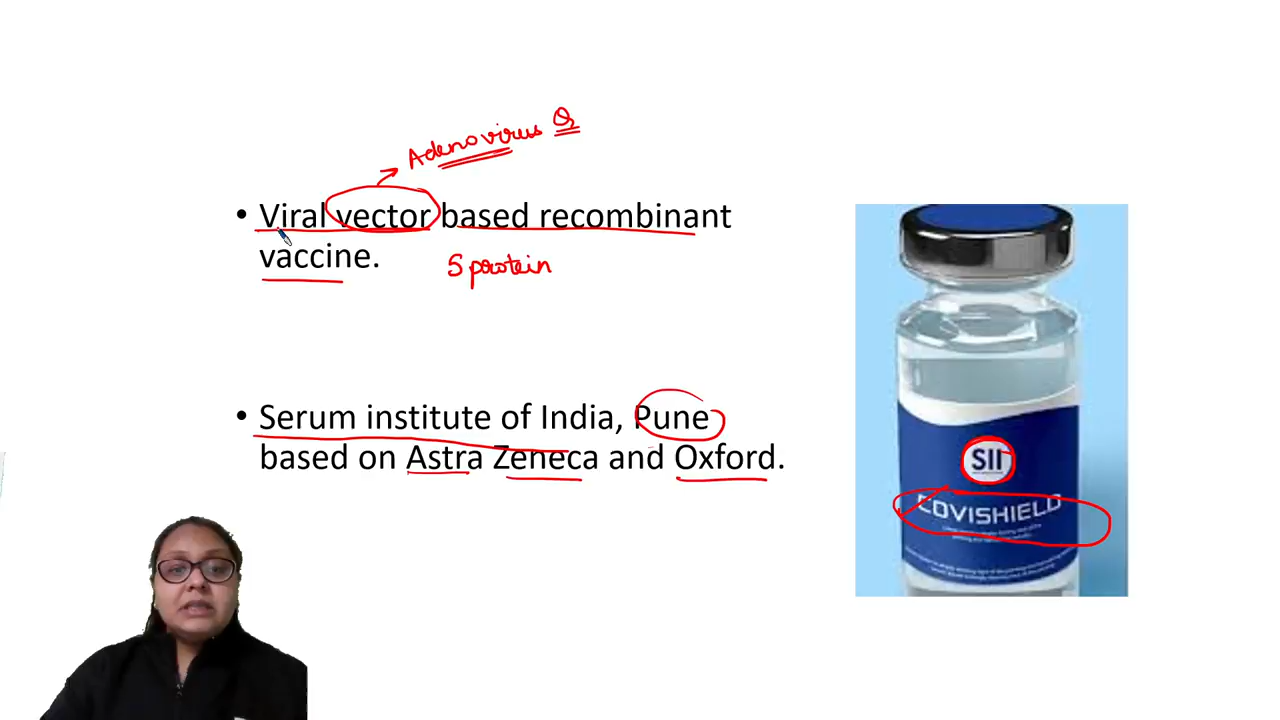 Adenovirus Q
• Viral vector based recombinant
vaccine.
S protein
• Serum institute of India, Pune
based on Astra Zeneca and Oxford.
SII
COVISHIELD